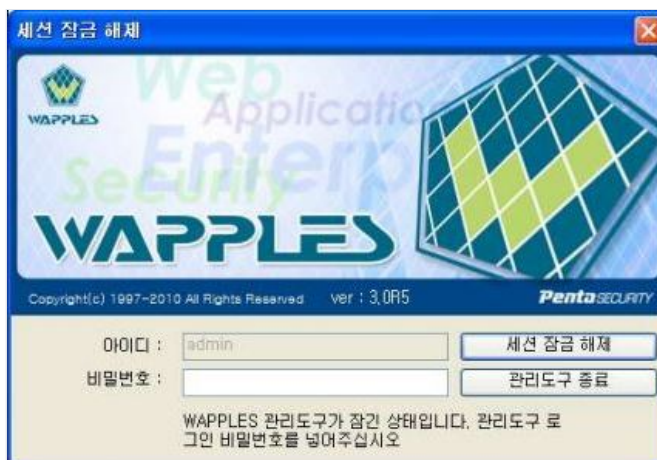 세션 잠금 해제
Web
Application
Enterp
Security
WAPPLES
WAPPLES
Copyright(c) 1997-2010 All Rights Reserved ver : 3.0R5 PentaSECURITY
아이디 : admin 세션 잠금 해제
비밀번호 : 관리도구 종료
WAPPLES 관리도구가 잠긴 상태입니다. 관리도구 로
그인 비밀번호를 넣어주십시오